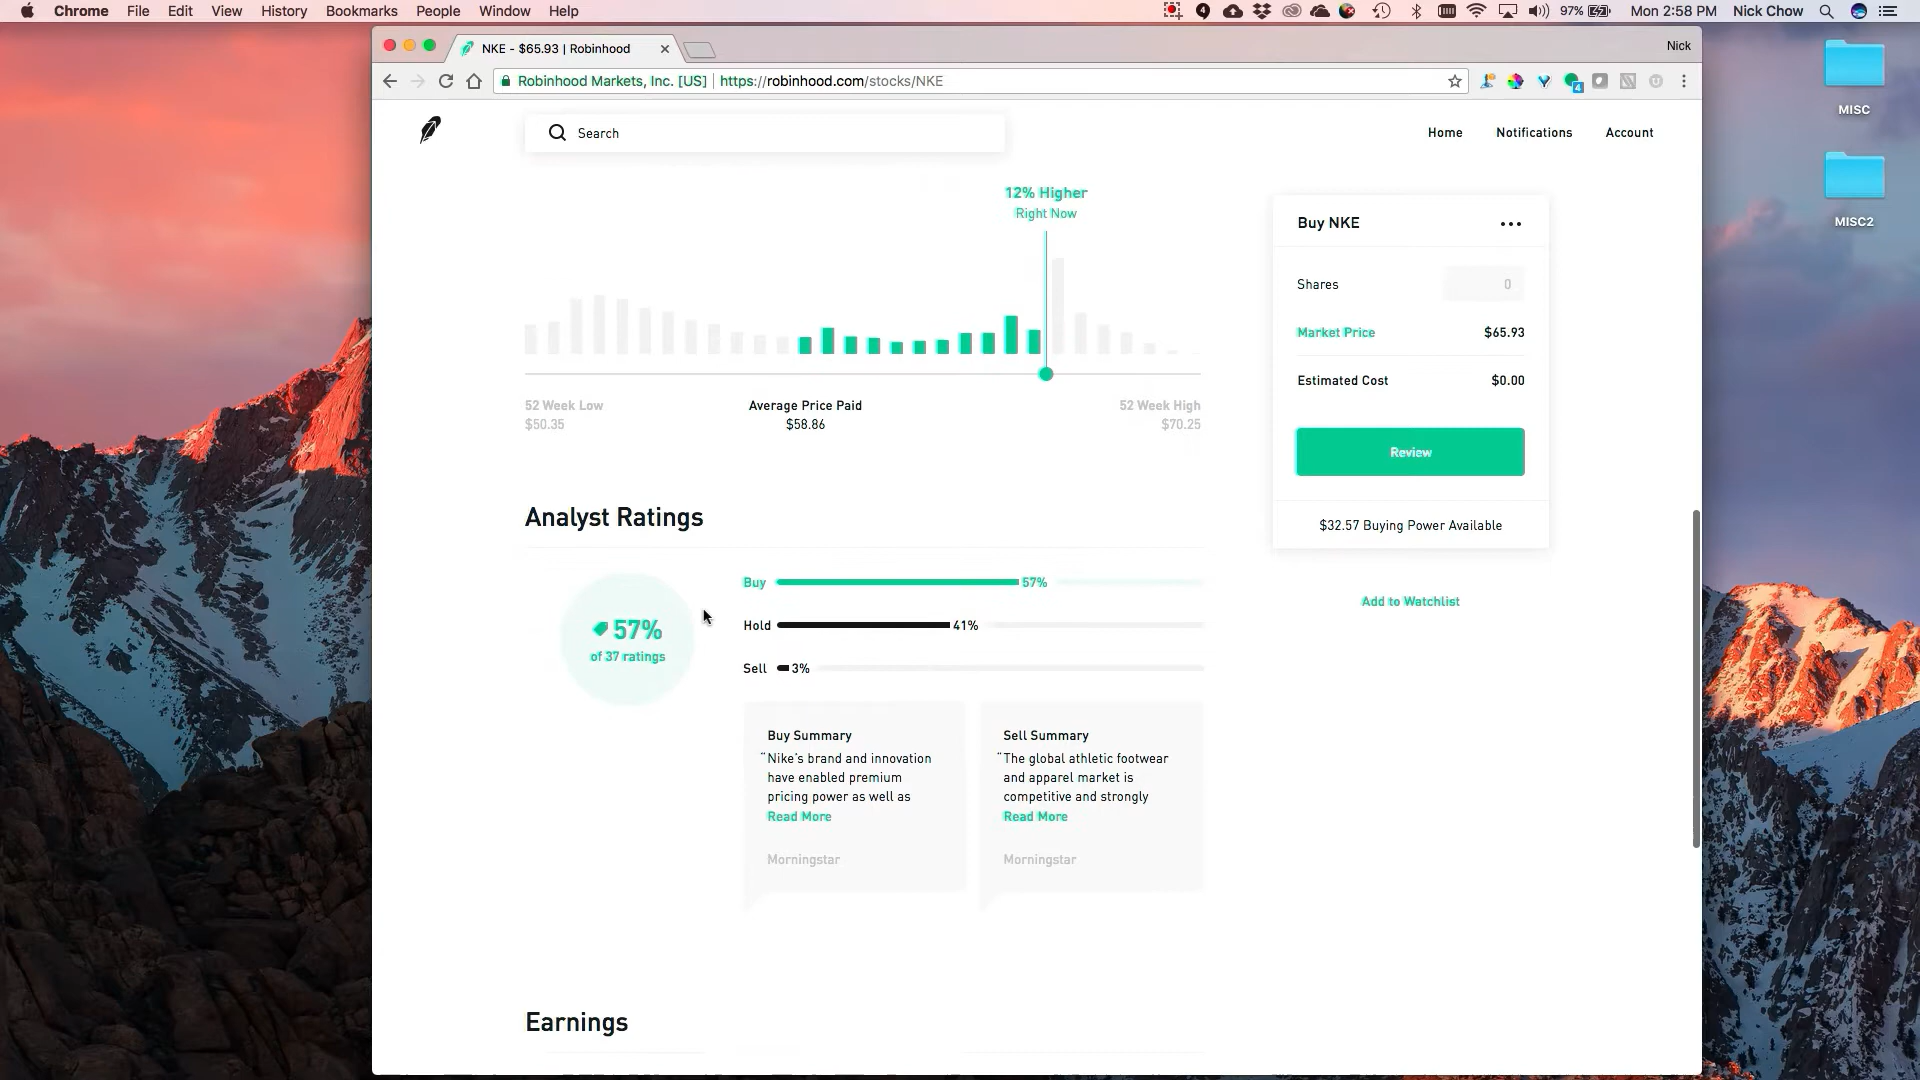 Chrome File Edit View History Bookmarks People Window Help 4 97% Mon 2:58 PM Nick Chow
NKE - $65.93 | Robinhood
Nick
Robinhood Markets, Inc. [US] | https://robinhood.com/stocks/NKE 4
MISC
Search
Home Notifications Account
12% Higher
Right Now
Buy NKE
MISC2
Shares 0
Market Price $65.93
Estimated Cost $0.00
52 Week Low Average Price Paid 52 Week High
$50.35 $58.86 $70.25
Review
Analyst Ratings
$32.57 Buying Power Available
Buy 57%
Add to Watchlist
57%
of 37 ratings
Hold 41%
Sell 3%
Buy Summary
“Nike's brand and innovation
have enabled premium
pricing power as well as
Read More
Morningstar
Sell Summary
“The global athletic footwear
and apparel market is
competitive and strongly
Read More
Morningstar
Earnings